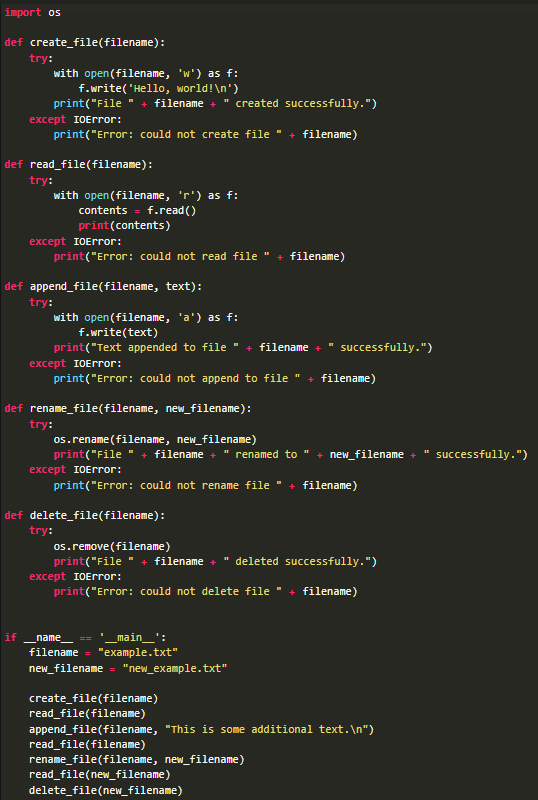 import os

def create_file(filename):
    try:
        with open(filename, 'w') as f:
            f.write('Hello, world!\n')
        print("File " + filename + " created successfully.")
    except IOError:
        print("Error: could not create file " + filename)

def read_file(filename):
    try:
        with open(filename, 'r') as f:
            contents = f.read()
            print(contents)
    except IOError:
        print("Error: could not read file " + filename)

def append_file(filename, text):
    try:
        with open(filename, 'a') as f:
            f.write(text)
        print("Text appended to file " + filename + " successfully.")
    except IOError:
        print("Error: could not append to file " + filename)

def rename_file(filename, new_filename):
    try:
        os.rename(filename, new_filename)
        print("File " + filename + " renamed to " + new_filename + " successfully.")
    except IOError:
        print("Error: could not rename file " + filename)

def delete_file(filename):
    try:
        os.remove(filename)
        print("File " + filename + " deleted successfully.")
    except IOError:
        print("Error: could not delete file " + filename)


if __name__ == '__main__':
    filename = "example.txt"
    new_filename = "new_example.txt"

    create_file(filename)
    read_file(filename)
    append_file(filename, "This is some additional text.\n")
    read_file(filename)
    rename_file(filename, new_filename)
    read_file(new_filename)
    delete_file(new_filename)